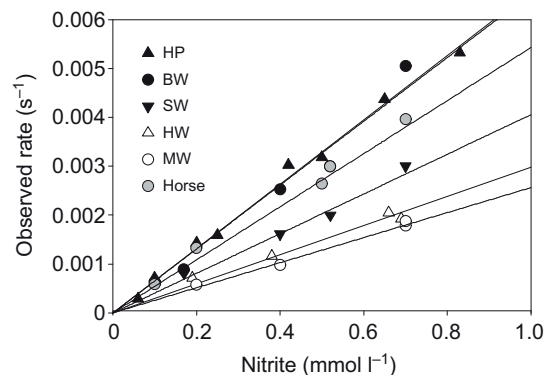 0.006
0.005
0.004
0.003
0.002
0.001
0
Observed rate (s⁻¹)
HP
BW
SW
HW
MW
Horse
0 0.2 0.4 0.6 0.8 1.0
Nitrite (mmol l⁻¹)